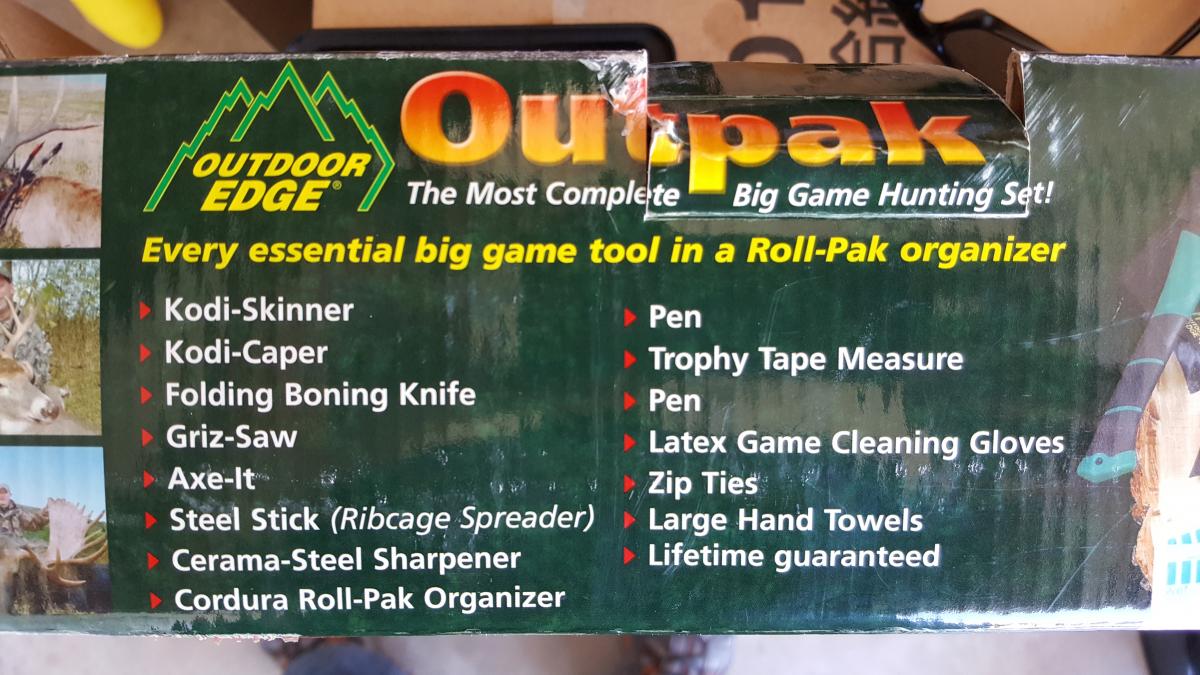 OUTDOOR
EDGE®
Outpak
The Most Complete Big Game Hunting Set!
Every essential big game tool in a Roll-Pak organizer
Kodi-Skinner
Kodi-Caper
Folding Boning Knife
Griz-Saw
Axe-It
Steel Stick (Ribcage Spreader)
Cerama-Steel Sharpener
Cordura Roll-Pak Organizer
Pen
Trophy Tape Measure
Pen
Latex Game Cleaning Gloves
Zip Ties
Large Hand Towels
Lifetime guaranteed